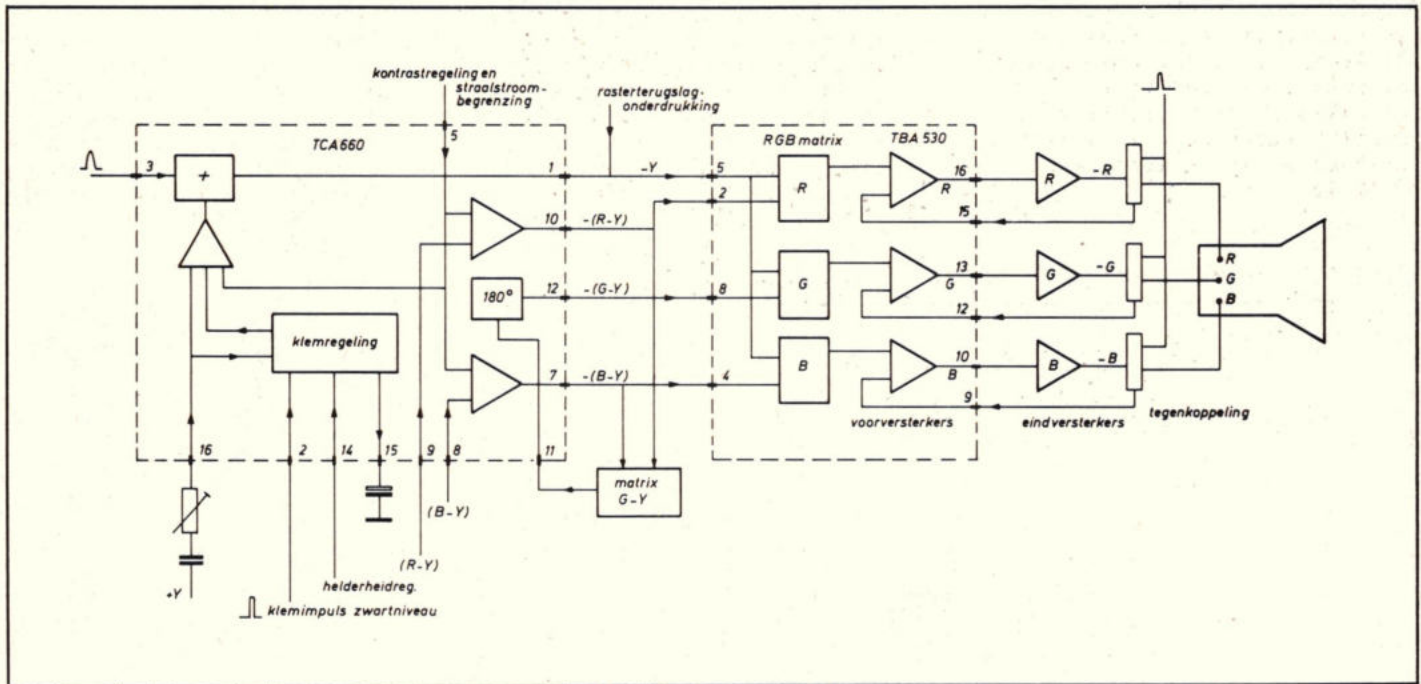 kontrastregeling en
straalstroom-
begrenzing
rasterterugslag-
onderdrukking
TCA660
5
RGB matrix
TBA 530
3
+
1
-Y
5
2
R
16
R
R
-R
10
-(R-Y)
15
180°
12
-(G-Y)
8
G
13
G
G
-G
12
R
G
B
klemregeling
7
-(B-Y)
4
B
10
B
B
-B
9
voorversterkers
eindversterkers
tegenkoppeling
16
2
14
15
9
8
11
matrix
G-Y
(B-Y)
(R-Y)
+Y
helderheidreg.
klemimpuls zwartniveau